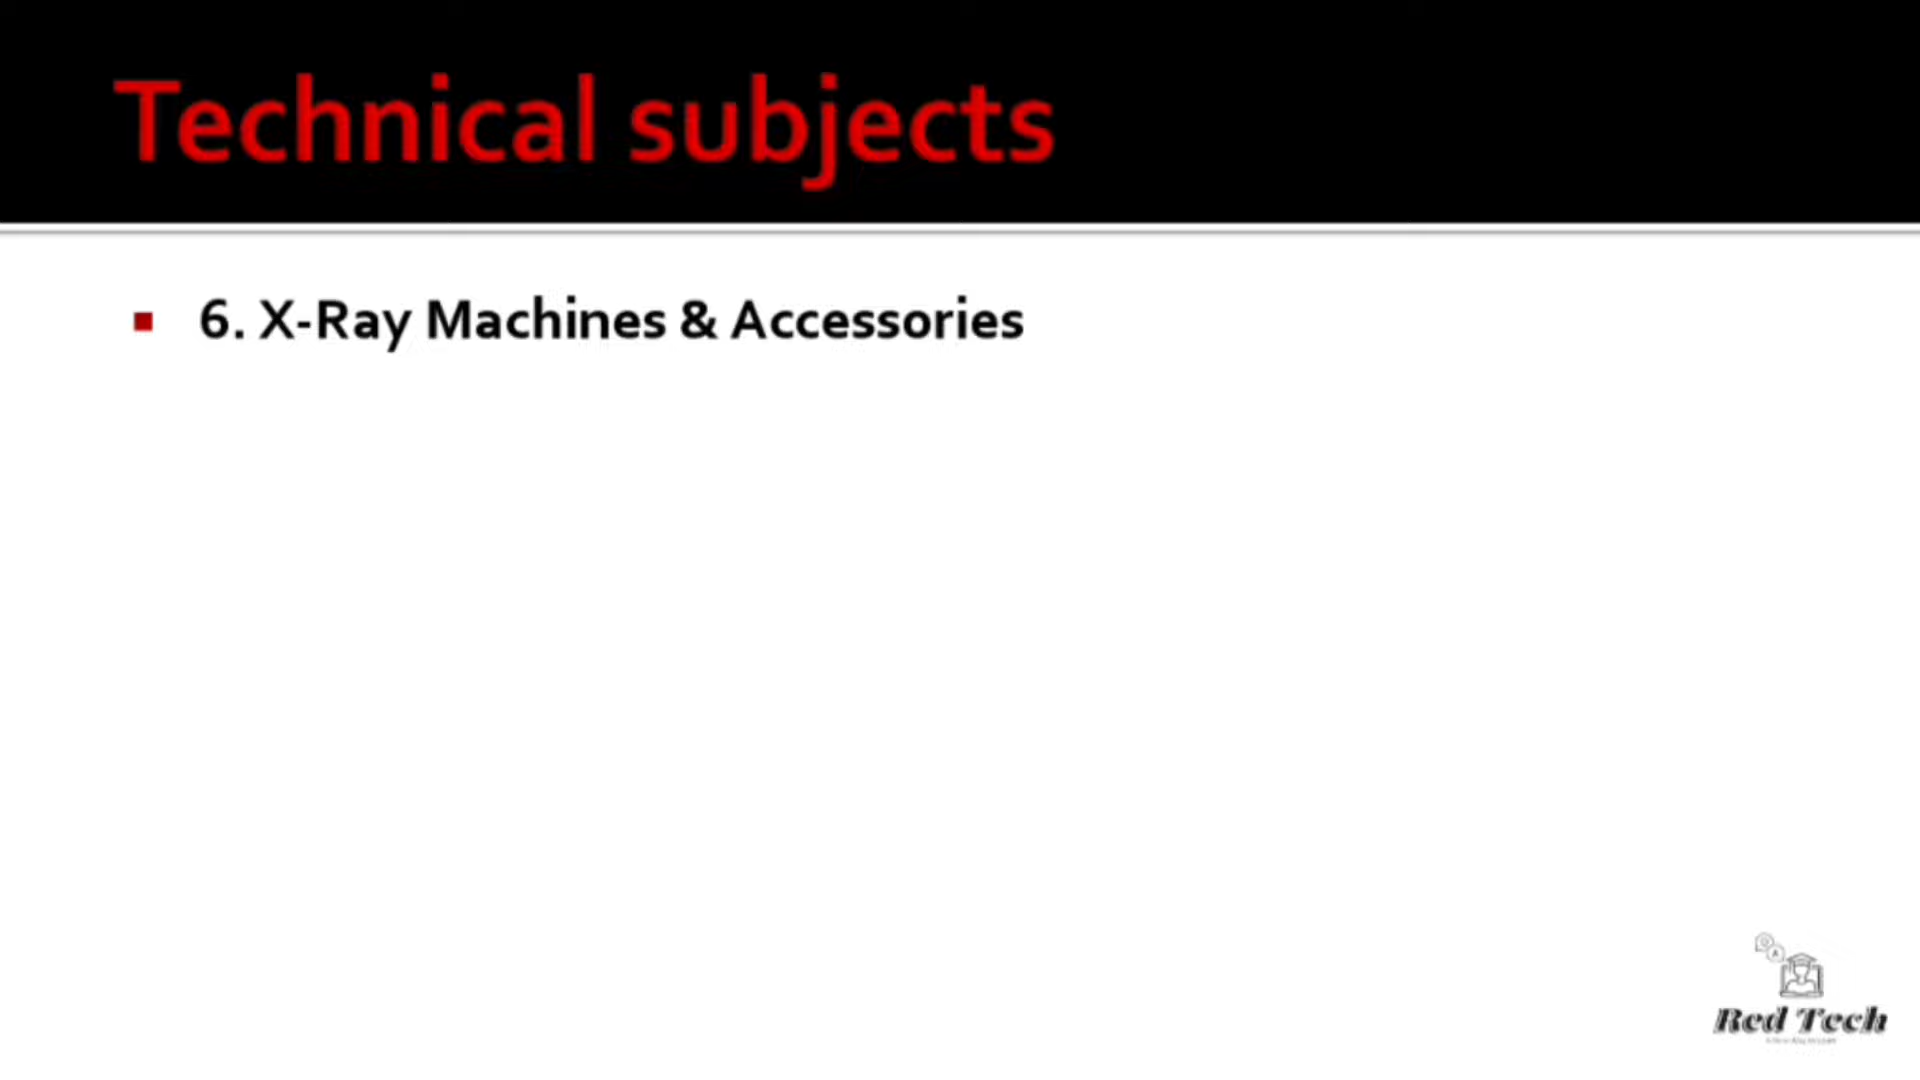 Technical subjects
6. X-Ray Machines & Accessories
Q
A
Red Tech